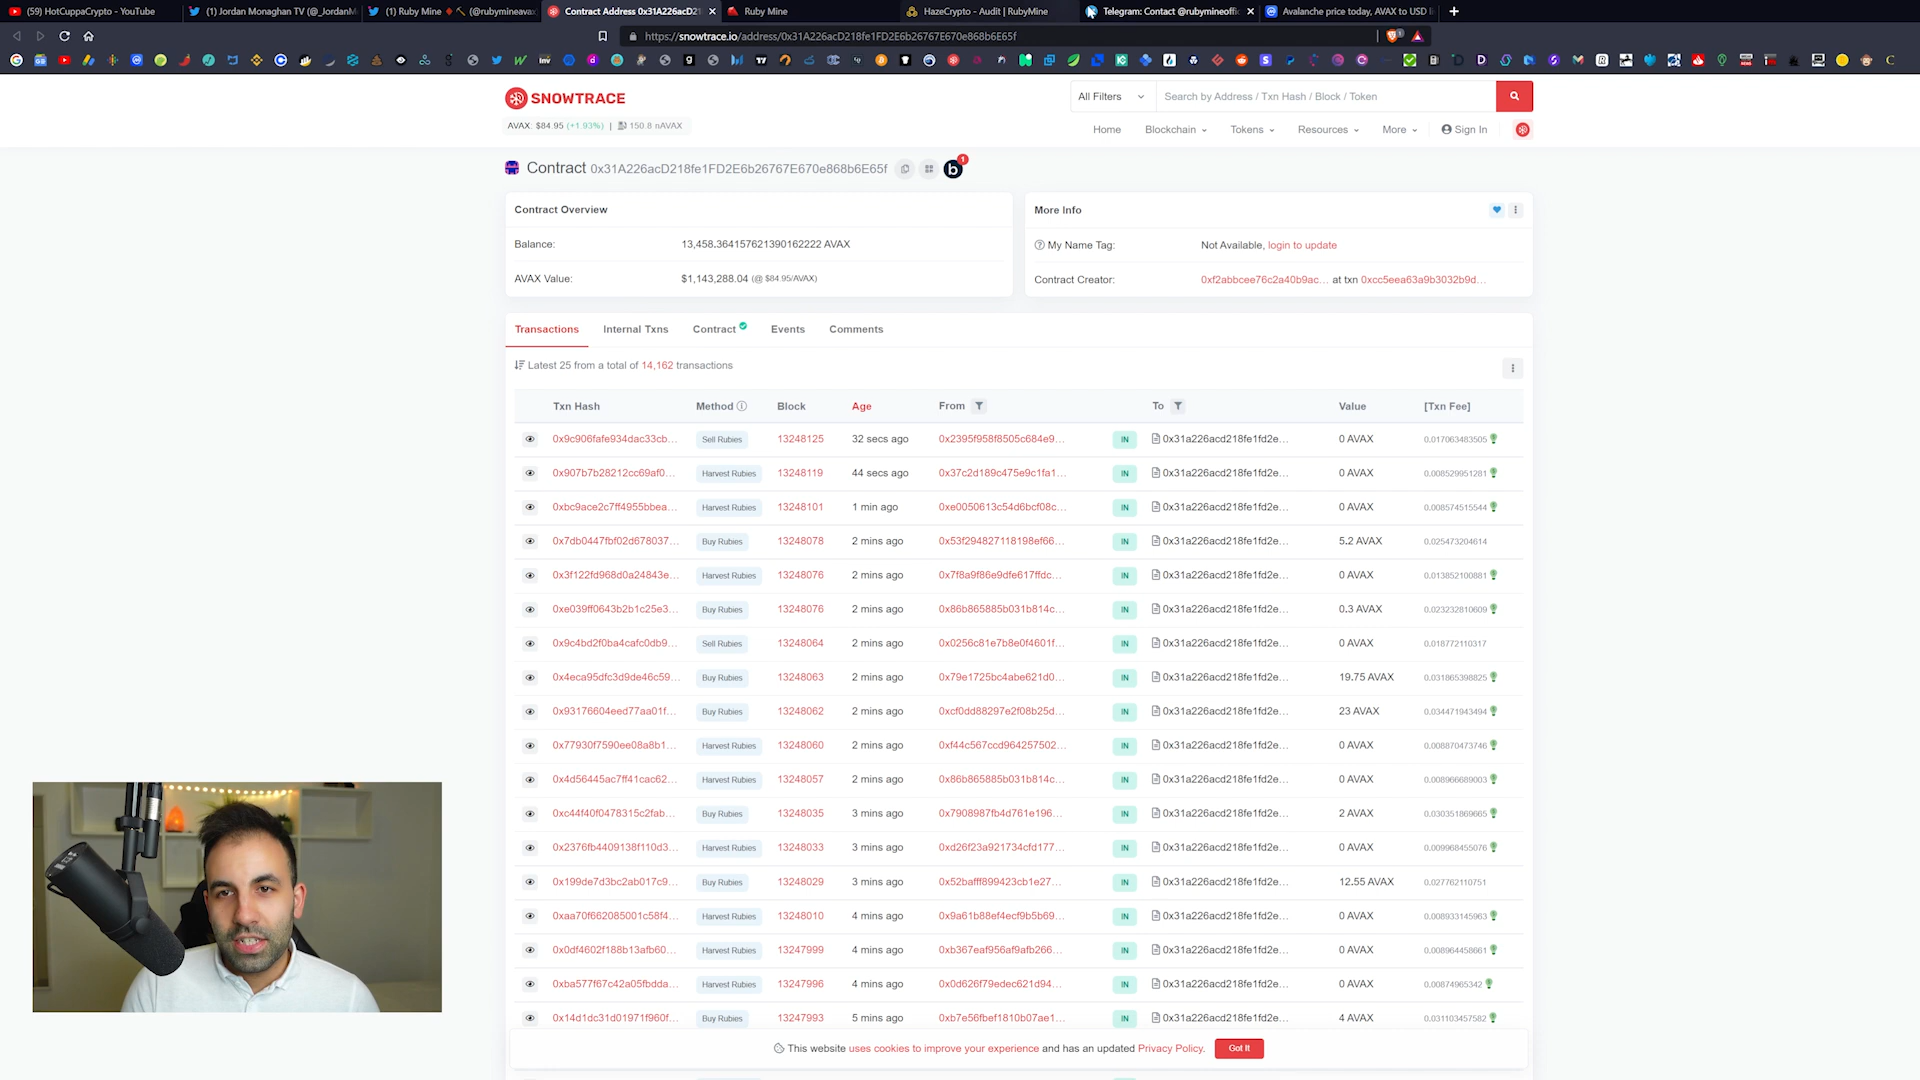 (59) HotCuppaCrypto - YouTube
(1) Jordan Monaghan TV (@_JordanM
(1) Ruby Mine
(@rubymineavax
Contract Address 0x31A226acD21
Ruby Mine
HazeCrypto - Audit | RubyMine
Telegram: Contact @rubymineoffic
Avalanche price today, AVAX to USD li
https://snowtrace.io/address/0x31A226acD218fe1FD2E6b26767E670e868b6E65f
SNOWTRACE
AVAX: $84.95 (+1.93%) | 150.8 nAVAX
All Filters
Search by Address / Txn Hash / Block / Token
Home Blockchain Tokens Resources More Sign In
Contract 0x31A226acD218fe1FD2E6b26767E670e868b6E65f
b 1
Contract Overview
Balance: 13,458.364157621390162222 AVAX
AVAX Value: $1,143,288.04 (@ $84.95/AVAX)
More Info
My Name Tag: Not Available, login to update
Contract Creator: 0xf2abbcee76c2a40b9ac... at txn 0xcc5eea63a9b3032b9d...
Transactions Internal Txns Contract Events Comments
Latest 25 from a total of 14,162 transactions
Txn Hash Method Block Age From To Value [Txn Fee]
0x9c906fafe934dac33cb... Sell Rubies 13248125 32 secs ago 0x2395f958f8505c684e9... IN 0x31a226acd218fe1fd2e... 0 AVAX 0.017063483505
0x907b7b28212cc69af0... Harvest Rubies 13248119 44 secs ago 0x37c2d189c475e9c1fa1... IN 0x31a226acd218fe1fd2e... 0 AVAX 0.008529951281
0xbc9ace2c7ff4955bbea... Harvest Rubies 13248101 1 min ago 0xe0050613c54d6bcf08c... IN 0x31a226acd218fe1fd2e... 0 AVAX 0.008574515544
0x7db0447fbf02d678037... Buy Rubies 13248078 2 mins ago 0x53f294827118198ef66... IN 0x31a226acd218fe1fd2e... 5.2 AVAX 0.025473204614
0x3f122fd968d0a24843e... Harvest Rubies 13248076 2 mins ago 0x7f8a9f86e9dfe617ffdc... IN 0x31a226acd218fe1fd2e... 0 AVAX 0.013852100881
0xe039ff0643b2b1c25e3... Buy Rubies 13248076 2 mins ago 0x86b865885b031b814c... IN 0x31a226acd218fe1fd2e... 0.3 AVAX 0.023232810609
0x9c4bd2f0ba4cafc0db9... Sell Rubies 13248064 2 mins ago 0x0256c81e7b8e0f4601f... IN 0x31a226acd218fe1fd2e... 0 AVAX 0.018772110317
0x4eca95dfc3d9de46c59... Buy Rubies 13248063 2 mins ago 0x79e1725bc4abe621d0... IN 0x31a226acd218fe1fd2e... 19.75 AVAX 0.031865398825
0x93176604eed77aa01f... Buy Rubies 13248062 2 mins ago 0xcf0dd88297e2f08b25d... IN 0x31a226acd218fe1fd2e... 23 AVAX 0.034471943494
0x77930f7590ee08a8b1... Harvest Rubies 13248060 2 mins ago 0xf44c567ccd964257502... IN 0x31a226acd218fe1fd2e... 0 AVAX 0.008870473746
0x4d56445ac7ff41cac62... Harvest Rubies 13248057 2 mins ago 0x86b865885b031b814c... IN 0x31a226acd218fe1fd2e... 0 AVAX 0.008966689003
0xc44f40f0478315c2fab... Buy Rubies 13248035 3 mins ago 0x7908987fb4d761e196... IN 0x31a226acd218fe1fd2e... 2 AVAX 0.030351869665
0x2376fb4409138f110d3... Harvest Rubies 13248033 3 mins ago 0xd26f23a921734cfd177... IN 0x31a226acd218fe1fd2e... 0 AVAX 0.009968455076
0x199de7d3bc2ab017c9... Buy Rubies 13248029 3 mins ago 0x52bafff899423cb1e27... IN 0x31a226acd218fe1fd2e... 12.55 AVAX 0.027762110751
0xaa70f662085001c58f4... Harvest Rubies 13248010 4 mins ago 0x9a61b88ef4ecf9b5b69... IN 0x31a226acd218fe1fd2e... 0 AVAX 0.008933145963
0x0df4602f188b13afb60... Harvest Rubies 13247999 4 mins ago 0xb367eaf956af9afb266... IN 0x31a226acd218fe1fd2e... 0 AVAX 0.008964458661
0xba577f67c42a05fbdda... Harvest Rubies 13247996 4 mins ago 0x0d626f79edec621d94... IN 0x31a226acd218fe1fd2e... 0 AVAX 0.00874965342
0x14d1dc31d01971f960f... Buy Rubies 13247993 5 mins ago 0xb7e56fbef1810b07ae1... IN 0x31a226acd218fe1fd2e... 4 AVAX 0.031103457582
This website uses cookies to improve your experience and has an updated Privacy Policy. Got It